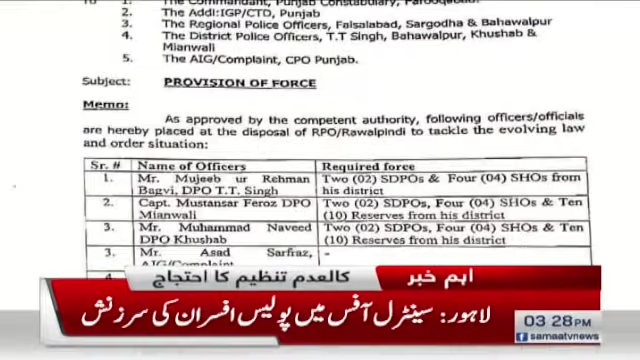 To 1. The Commandant, Punjab Constabulary, Farooqabad.
2. The Addl:IGP/CTD, Punjab
3. The Regional Police Officers, Faisalabad, Sargodha & Bahawalpur
4. The District Police Officers, T.T Singh, Bahawalpur, Khushab &
Mianwali
5. The AIG/Complaint, CPO Punjab.
Subject: PROVISION OF FORCE
Memo:
As approved by the competent authority, following officers/officials
are hereby placed at the disposal of RPO/Rawalpindi to tackle the evolving law
and order situation:
Sr. # Name of Officers Required force
1. Mr. Mujeeb ur Rehman Two (02) SDPOs & Four (04) SHOs from
Bagvi, DPO T.T. Singh his district
2. Capt. Mustansar Feroz DPO Two (02) SDPOs, Four (04) SHOs & Ten
Mianwali (10) Reserves from his district
3. Mr. Muhammad Naveed Two (02) SDPOs, Four (04) SHOs & Ten
DPO Khushab (10) Reserves from his district
3. Mr. Asad Sarfraz, -
AIG/Complaint
4
کالعدم تنظیم کا احتجاج
اہم خبر
لاہور: سینٹرل آفس میں پولیس افسران کی سرزنش
03:28PM
samaatvnews